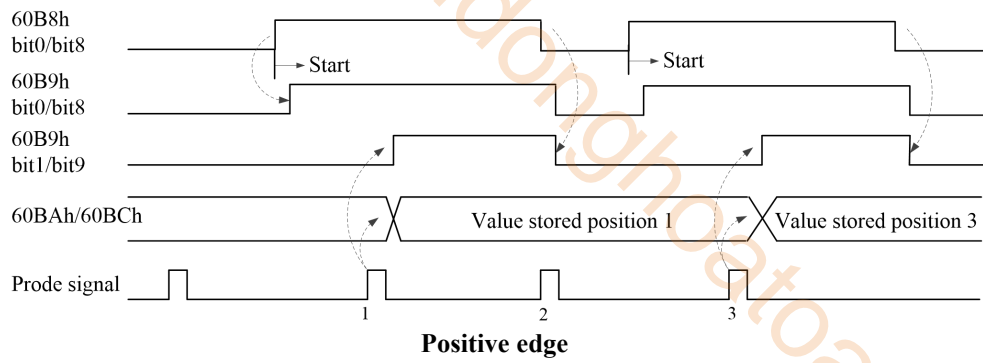 60B8h
bit0/bit8
Start
Start
60B9h
bit0/bit8
60B9h
bit1/bit9
60BAh/60BCh
Value stored position 1
Value stored position 3
Prode signal
1
2
3
Positive edge
donghoatoa